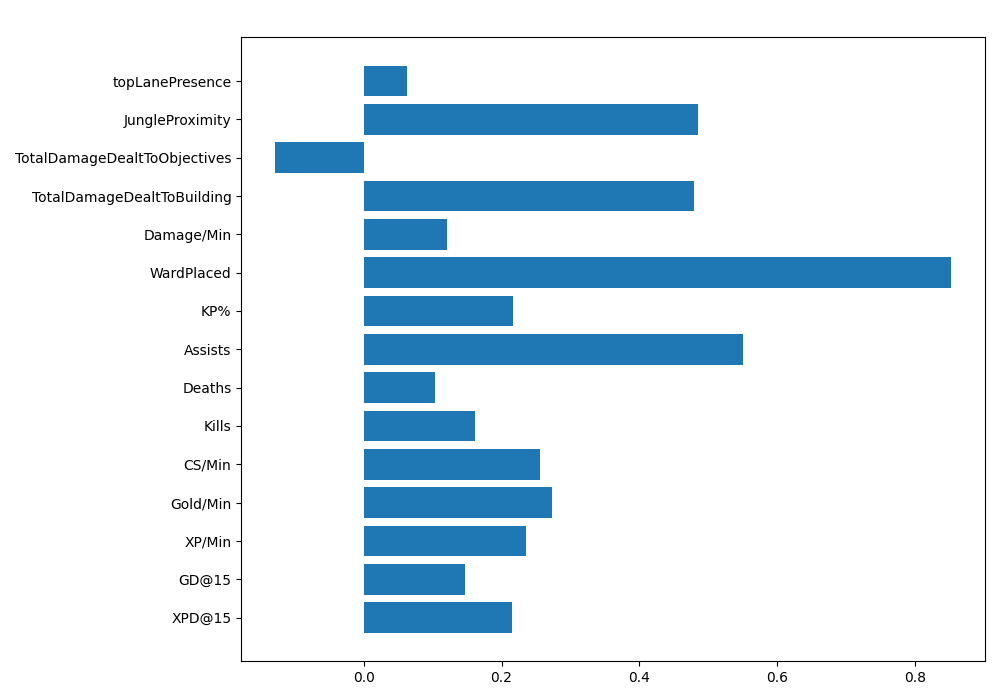 topLanePresence
JungleProximity
TotalDamageDealtToObjectives
TotalDamageDealtToBuilding
Damage/Min
WardPlaced
KP%
Assists
Deaths
Kills
CS/Min
Gold/Min
XP/Min
GD@15
XPD@15
0.0 0.2 0.4 0.6 0.8